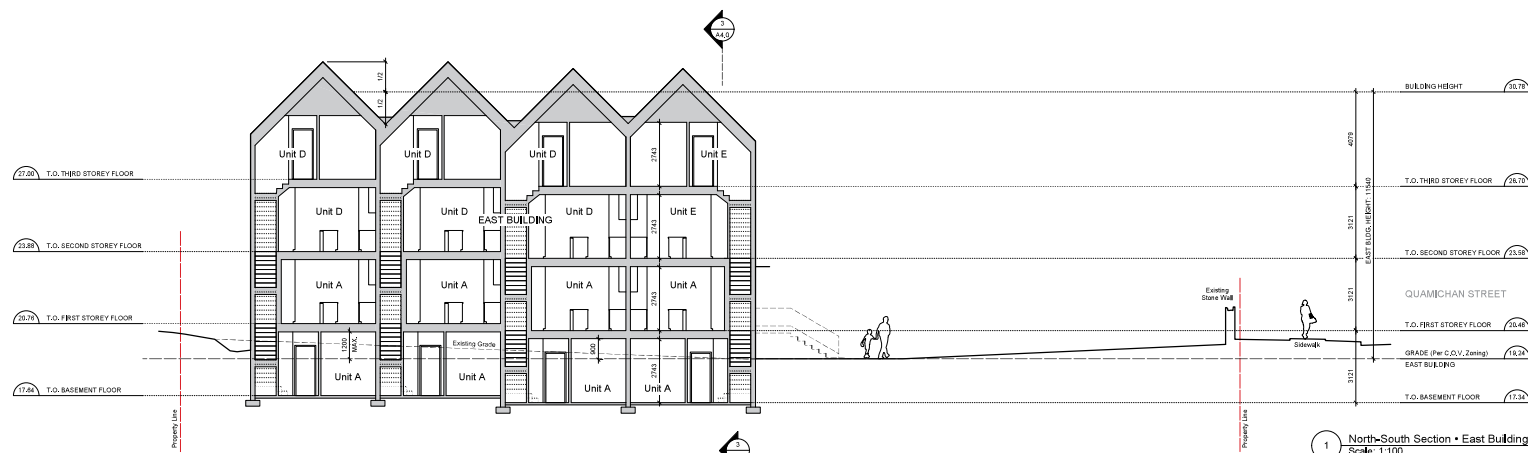 3
A4.0
1/2
1/2
BUILDING HEIGHT
30.78
Unit D
Unit D
Unit D
Unit E
2743
4079
27.00 T.O. THIRD STOREY FLOOR
T.O. THIRD STOREY FLOOR
26.70
Unit D
Unit D
Unit D
Unit E
EAST BUILDING
2743
3121
EAST BLDG, HEIGHT: 11540
23.88 T.O. SECOND STOREY FLOOR
T.O. SECOND STOREY FLOOR
23.58
Unit A
Unit A
Unit A
Unit A
2743
3121
Existing
Stone Wall
QUAMICHAN STREET
20.76 T.O. FIRST STOREY FLOOR
T.O. FIRST STOREY FLOOR
20.46
1200
MAX.
Existing Grade
900
Sidewalk
GRADE (Per C.O.V. Zoning)
19.24
EAST BUILDING
Unit A
Unit A
Unit A
Unit A
2743
3121
17.64 T.O. BASEMENT FLOOR
T.O. BASEMENT FLOOR
17.34
Property Line
Property Line
3
1
North-South Section • East Building
Scale: 1:100